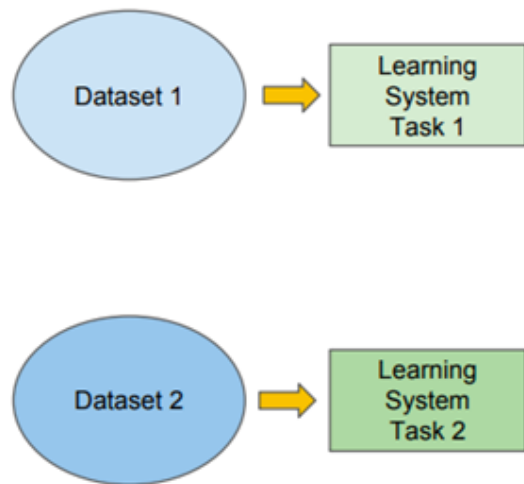 Dataset 1
Learning
System
Task 1
Dataset 2
Learning
System
Task 2